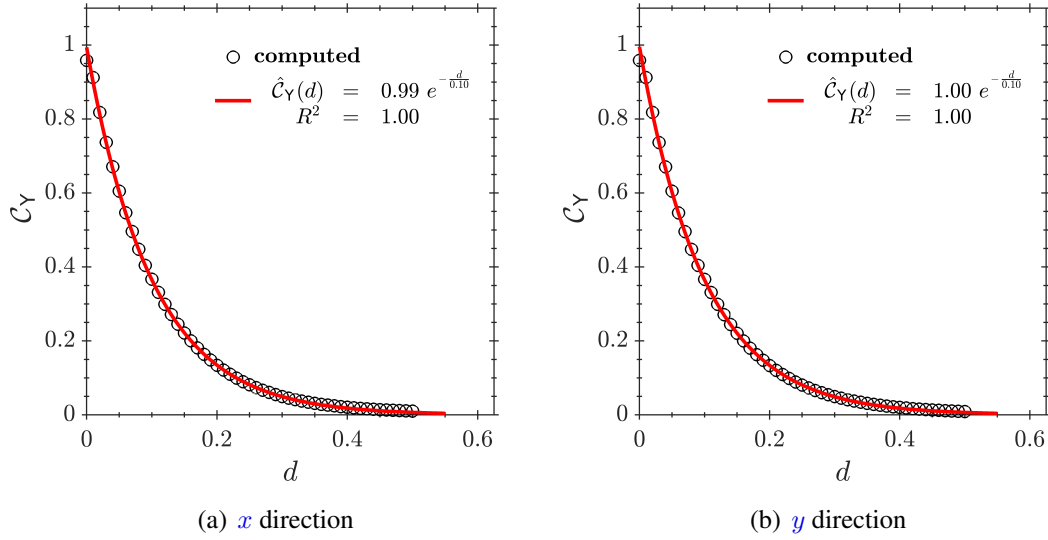 1
0.8
0.6
0.4
0.2
0
0 0.2 0.4 0.6
𝒞_Y
d
computed
𝒞̂_Y(d) = 0.99 e^{-d/0.10}
R² = 1.00
(a) x direction
1
0.8
0.6
0.4
0.2
0
0 0.2 0.4 0.6
𝒞_Y
d
computed
𝒞̂_Y(d) = 1.00 e^{-d/0.10}
R² = 1.00
(b) y direction